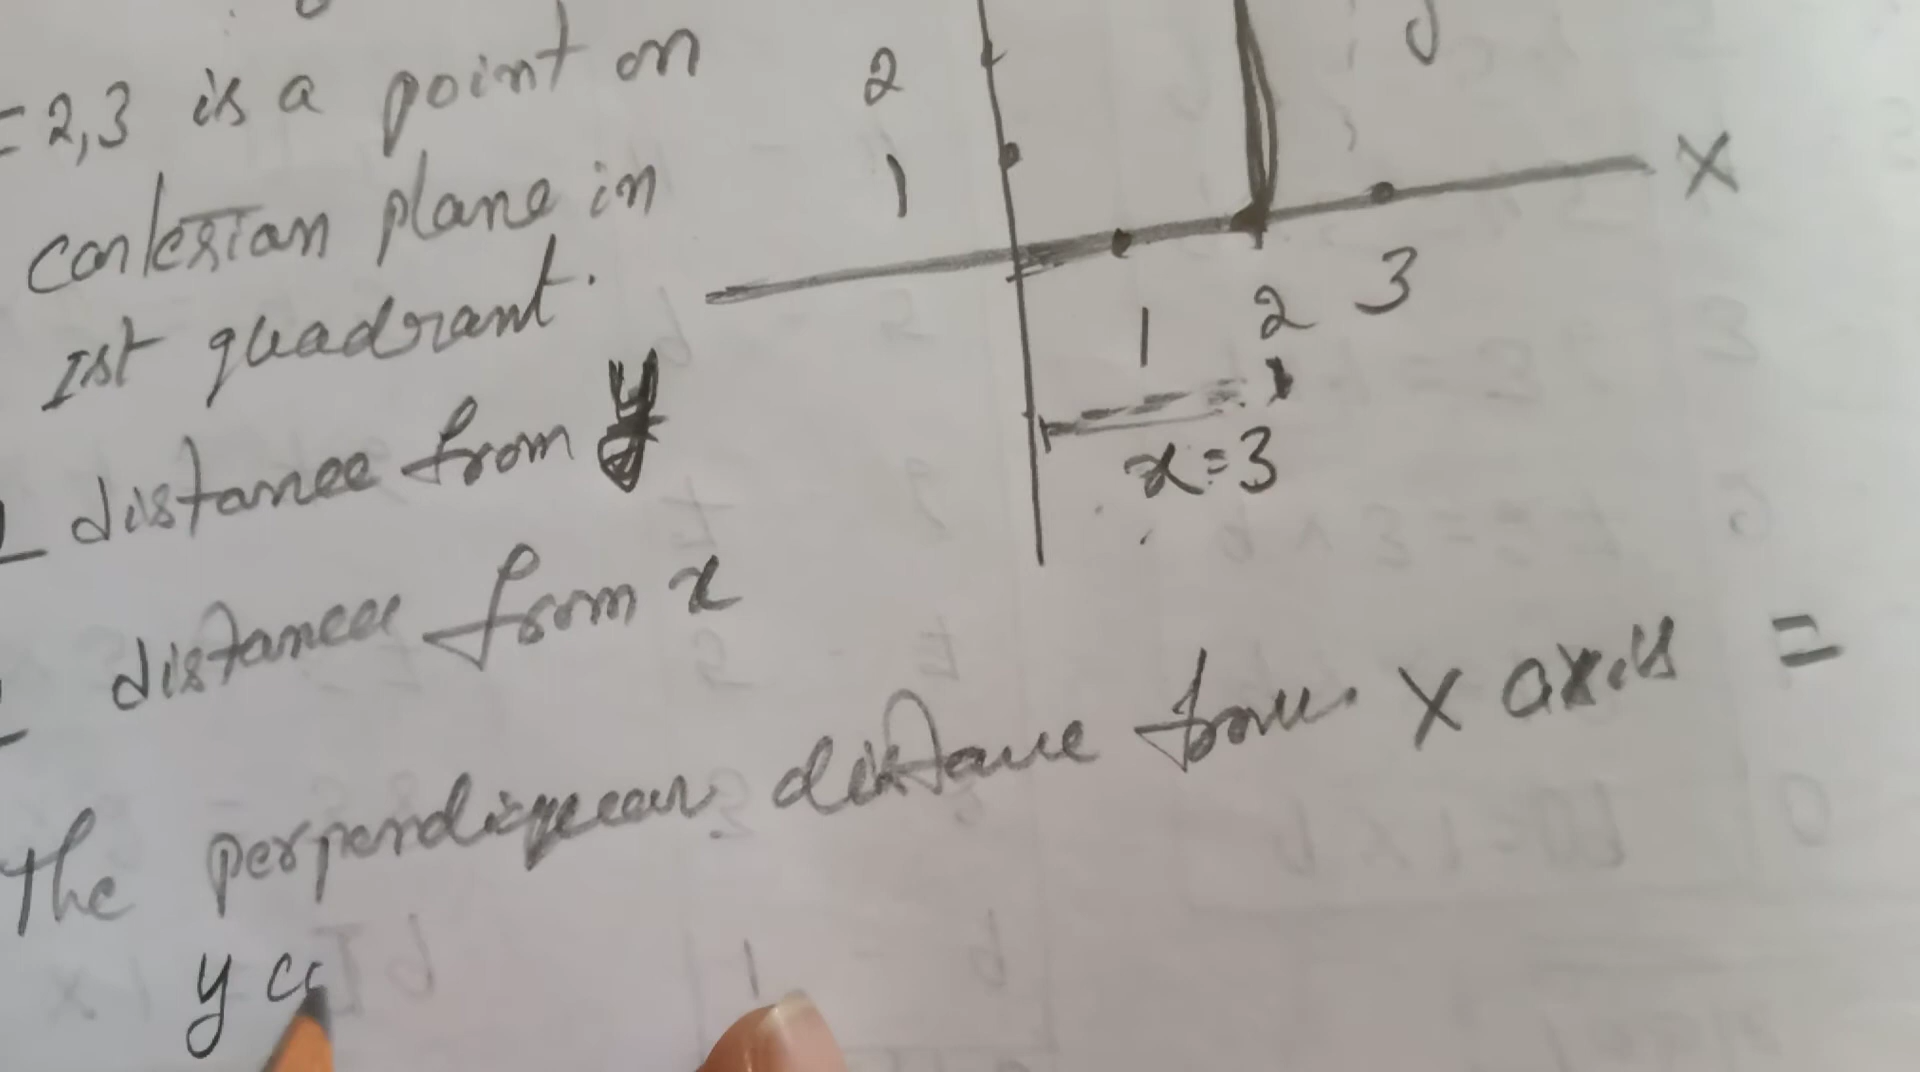 = 2,3 is a point on
cartesian plane in
Ist quadrant.
distance from y
distance from x
The perpendicular distance from X axis =
y co
2
1
X
1 2 3
x = 3